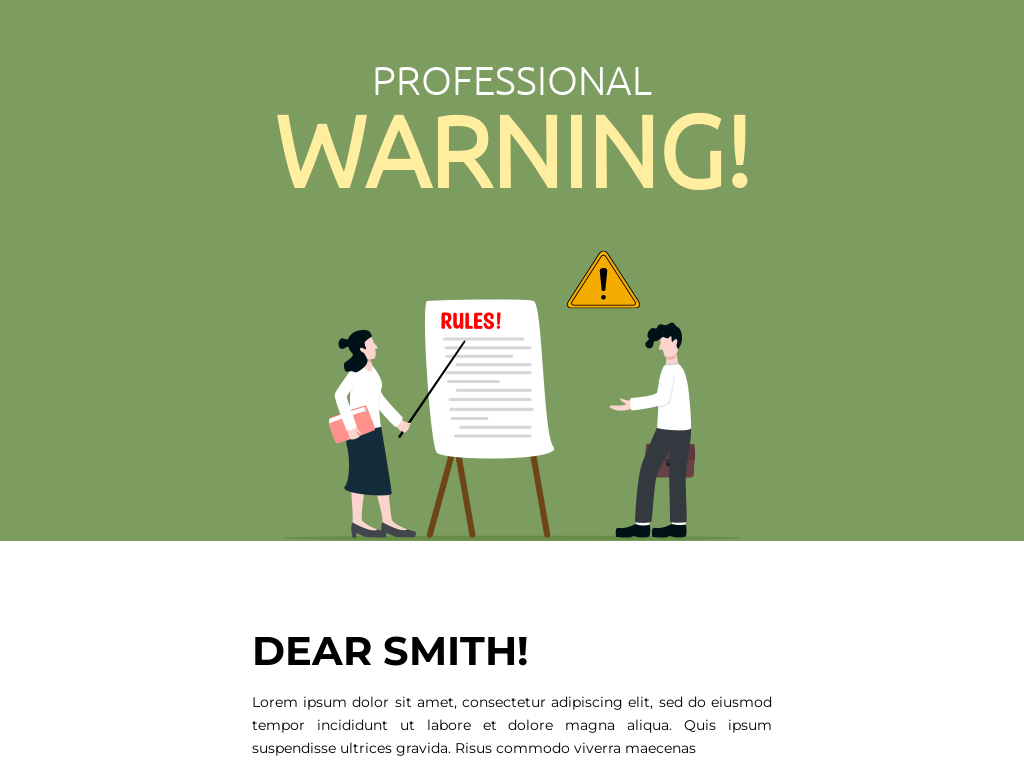 PROFESSIONAL
WARNING!
RULES!
DEAR SMITH!
Lorem ipsum dolor sit amet, consectetur adipiscing elit, sed do eiusmod
tempor incididunt ut labore et dolore magna aliqua. Quis ipsum
suspendisse ultrices gravida. Risus commodo viverra maecenas